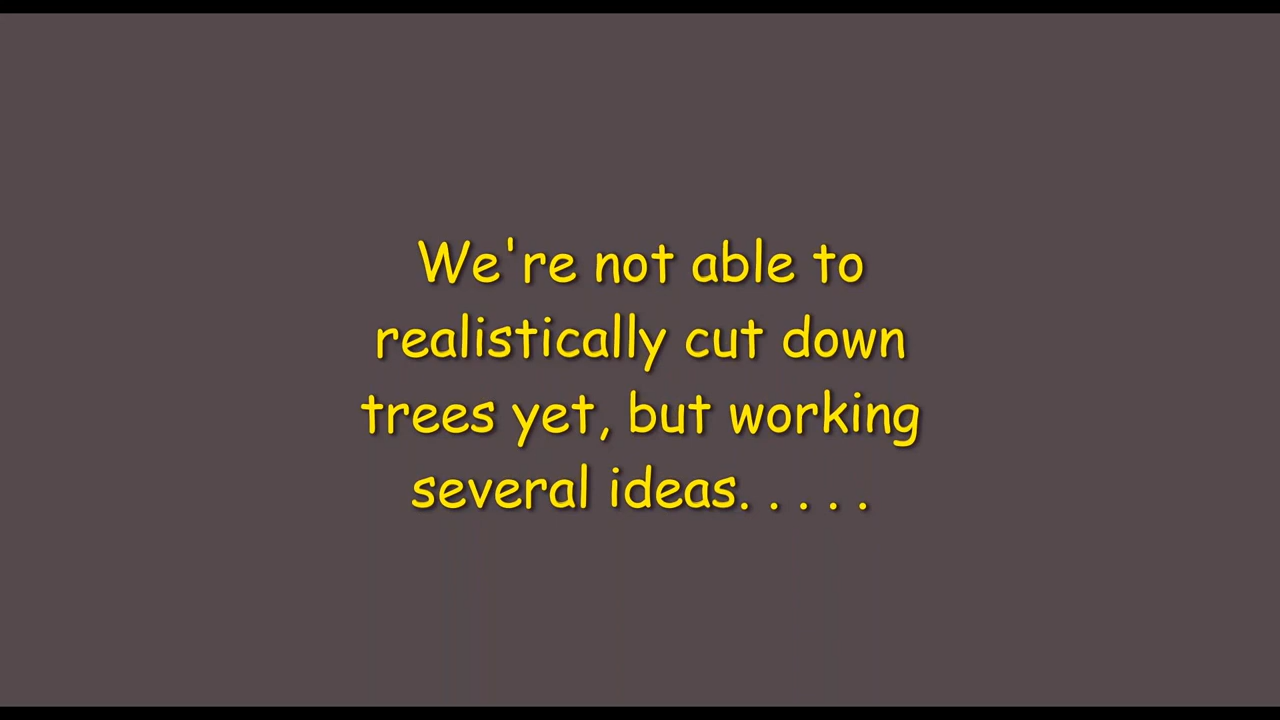 We're not able to
realistically cut down
trees yet, but working
several ideas. . . . .